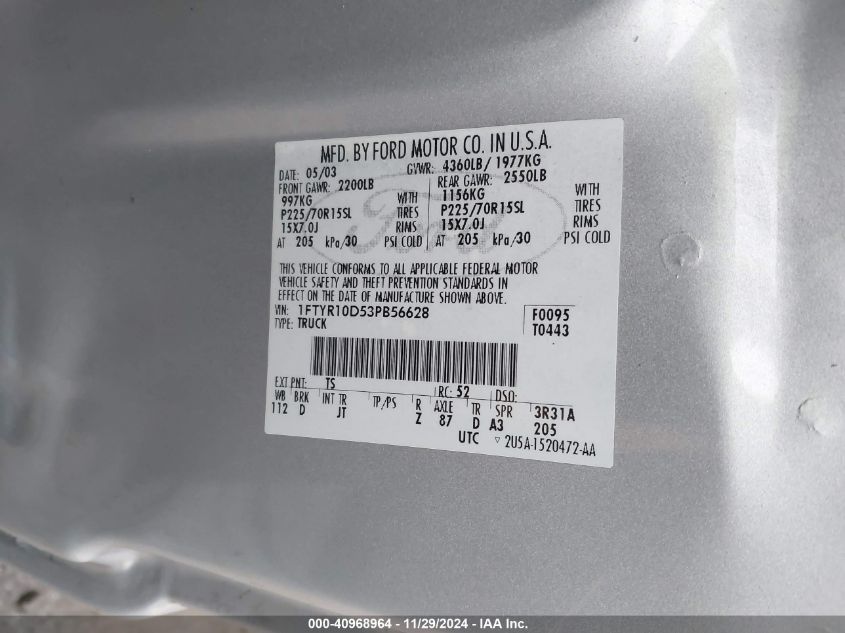 MFD. BY FORD MOTOR CO. IN U.S.A.
DATE: 05/03 GVWR: 4360LB/ 1977KG
FRONT GAWR: 2200LB REAR GAWR: 2550LB
997KG WITH 1156KG WITH
P225/70R15SL TIRES P225/70R15SL TIRES
15X7.0J RIMS 15X7.0J RIMS
AT 205 kPa/30 PSI COLD AT 205 kPa/30 PSI COLD
Ford
THIS VEHICLE CONFORMS TO ALL APPLICABLE FEDERAL MOTOR
VEHICLE SAFETY AND THEFT PREVENTION STANDARDS IN
EFFECT ON THE DATE OF MANUFACTURE SHOWN ABOVE.
VIN: 1FTYR10D53PB56628 F0095
TYPE: TRUCK T0443
EXT PNT: TS RC: 52 DSO:
WB BRK INT TR TP/PS R AXLE TR SPR 3R31A
112 D JT Z 87 D A3 205
UTC ▿ 2U5A-1520472-AA
000-40968964 - 11/29/2024 - IAA Inc.